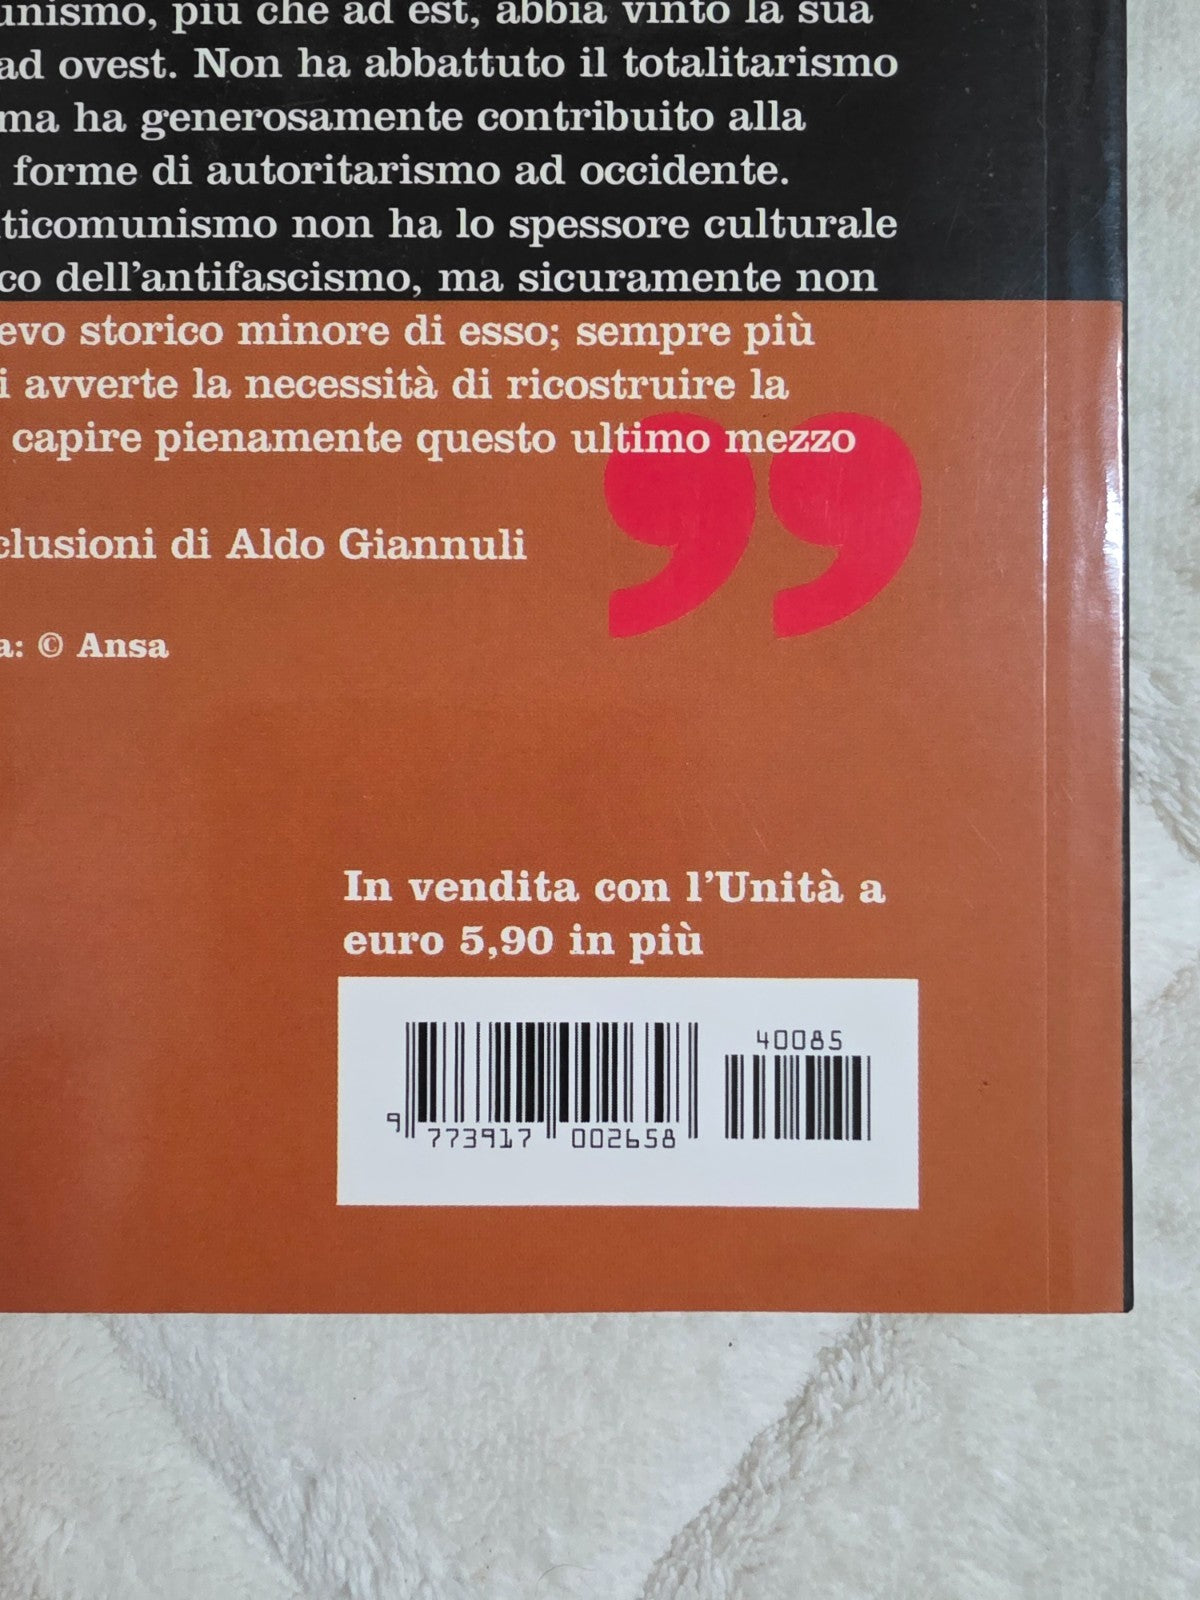 unismo, più che ad est, abbia vinto la sua
ad ovest. Non ha abbattuto il totalitarismo
ma ha generosamente contribuito alla
forme di autoritarismo ad occidente.
ticomunismo non ha lo spessore culturale
co dell'antifascismo, ma sicuramente non
evo storico minore di esso; sempre più
i avverte la necessità di ricostruire la
capire pienamente questo ultimo mezzo
clusioni di Aldo Giannuli
a: © Ansa
”
In vendita con l'Unità a
euro 5,90 in più
40085
9 773917 002658